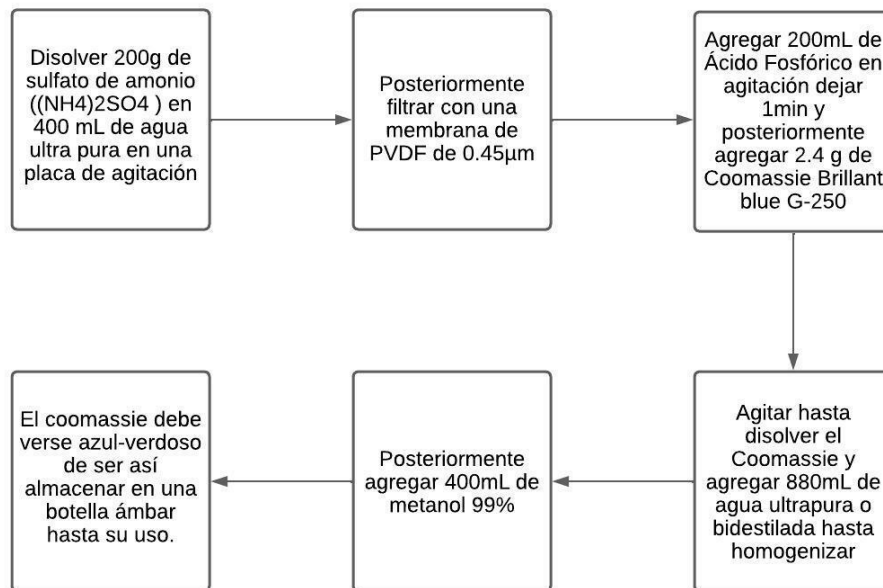 Disolver 200g de
sulfato de amonio
((NH4)2SO4 ) en
400 mL de agua
ultra pura en una
placa de agitación
Posteriormente
filtrar con una
membrana de
PVDF de 0.45µm
Agregar 200mL de
Ácido Fosfórico en
agitación dejar
1min y
posteriormente
agregar 2.4 g de
Coomassie Brillant
blue G-250
Agitar hasta
disolver el
Coomassie y
agregar 880mL de
agua ultrapura o
bidestilada hasta
homogenizar
Posteriormente
agregar 400mL de
metanol 99%
El coomassie debe
verse azul-verdoso
de ser así
almacenar en una
botella ámbar
hasta su uso.